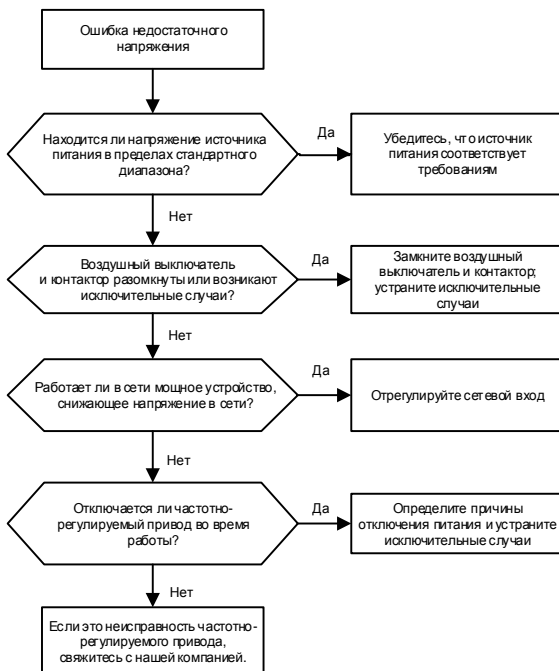 Ошибка недостаточного
напряжения
Находится ли напряжение источника
питания в пределах стандартного
диапазона?
Да
Убедитесь, что источник
питания соответствует
требованиям
Нет
Воздушный выключатель
и контактор разомкнуты или возникают
исключительные случаи?
Да
Замкните воздушный
выключатель и контактор;
устраните исключительные
случаи
Нет
Работает ли в сети мощное устройство,
снижающее напряжение в сети?
Да
Отрегулируйте сетевой вход
Нет
Отключается ли частотно-
регулируемый привод во время
работы?
Да
Определите причины
отключения питания и устраните
исключительные случаи
Нет
Если это неисправность частотно-
регулируемого привода,
свяжитесь с нашей компанией.